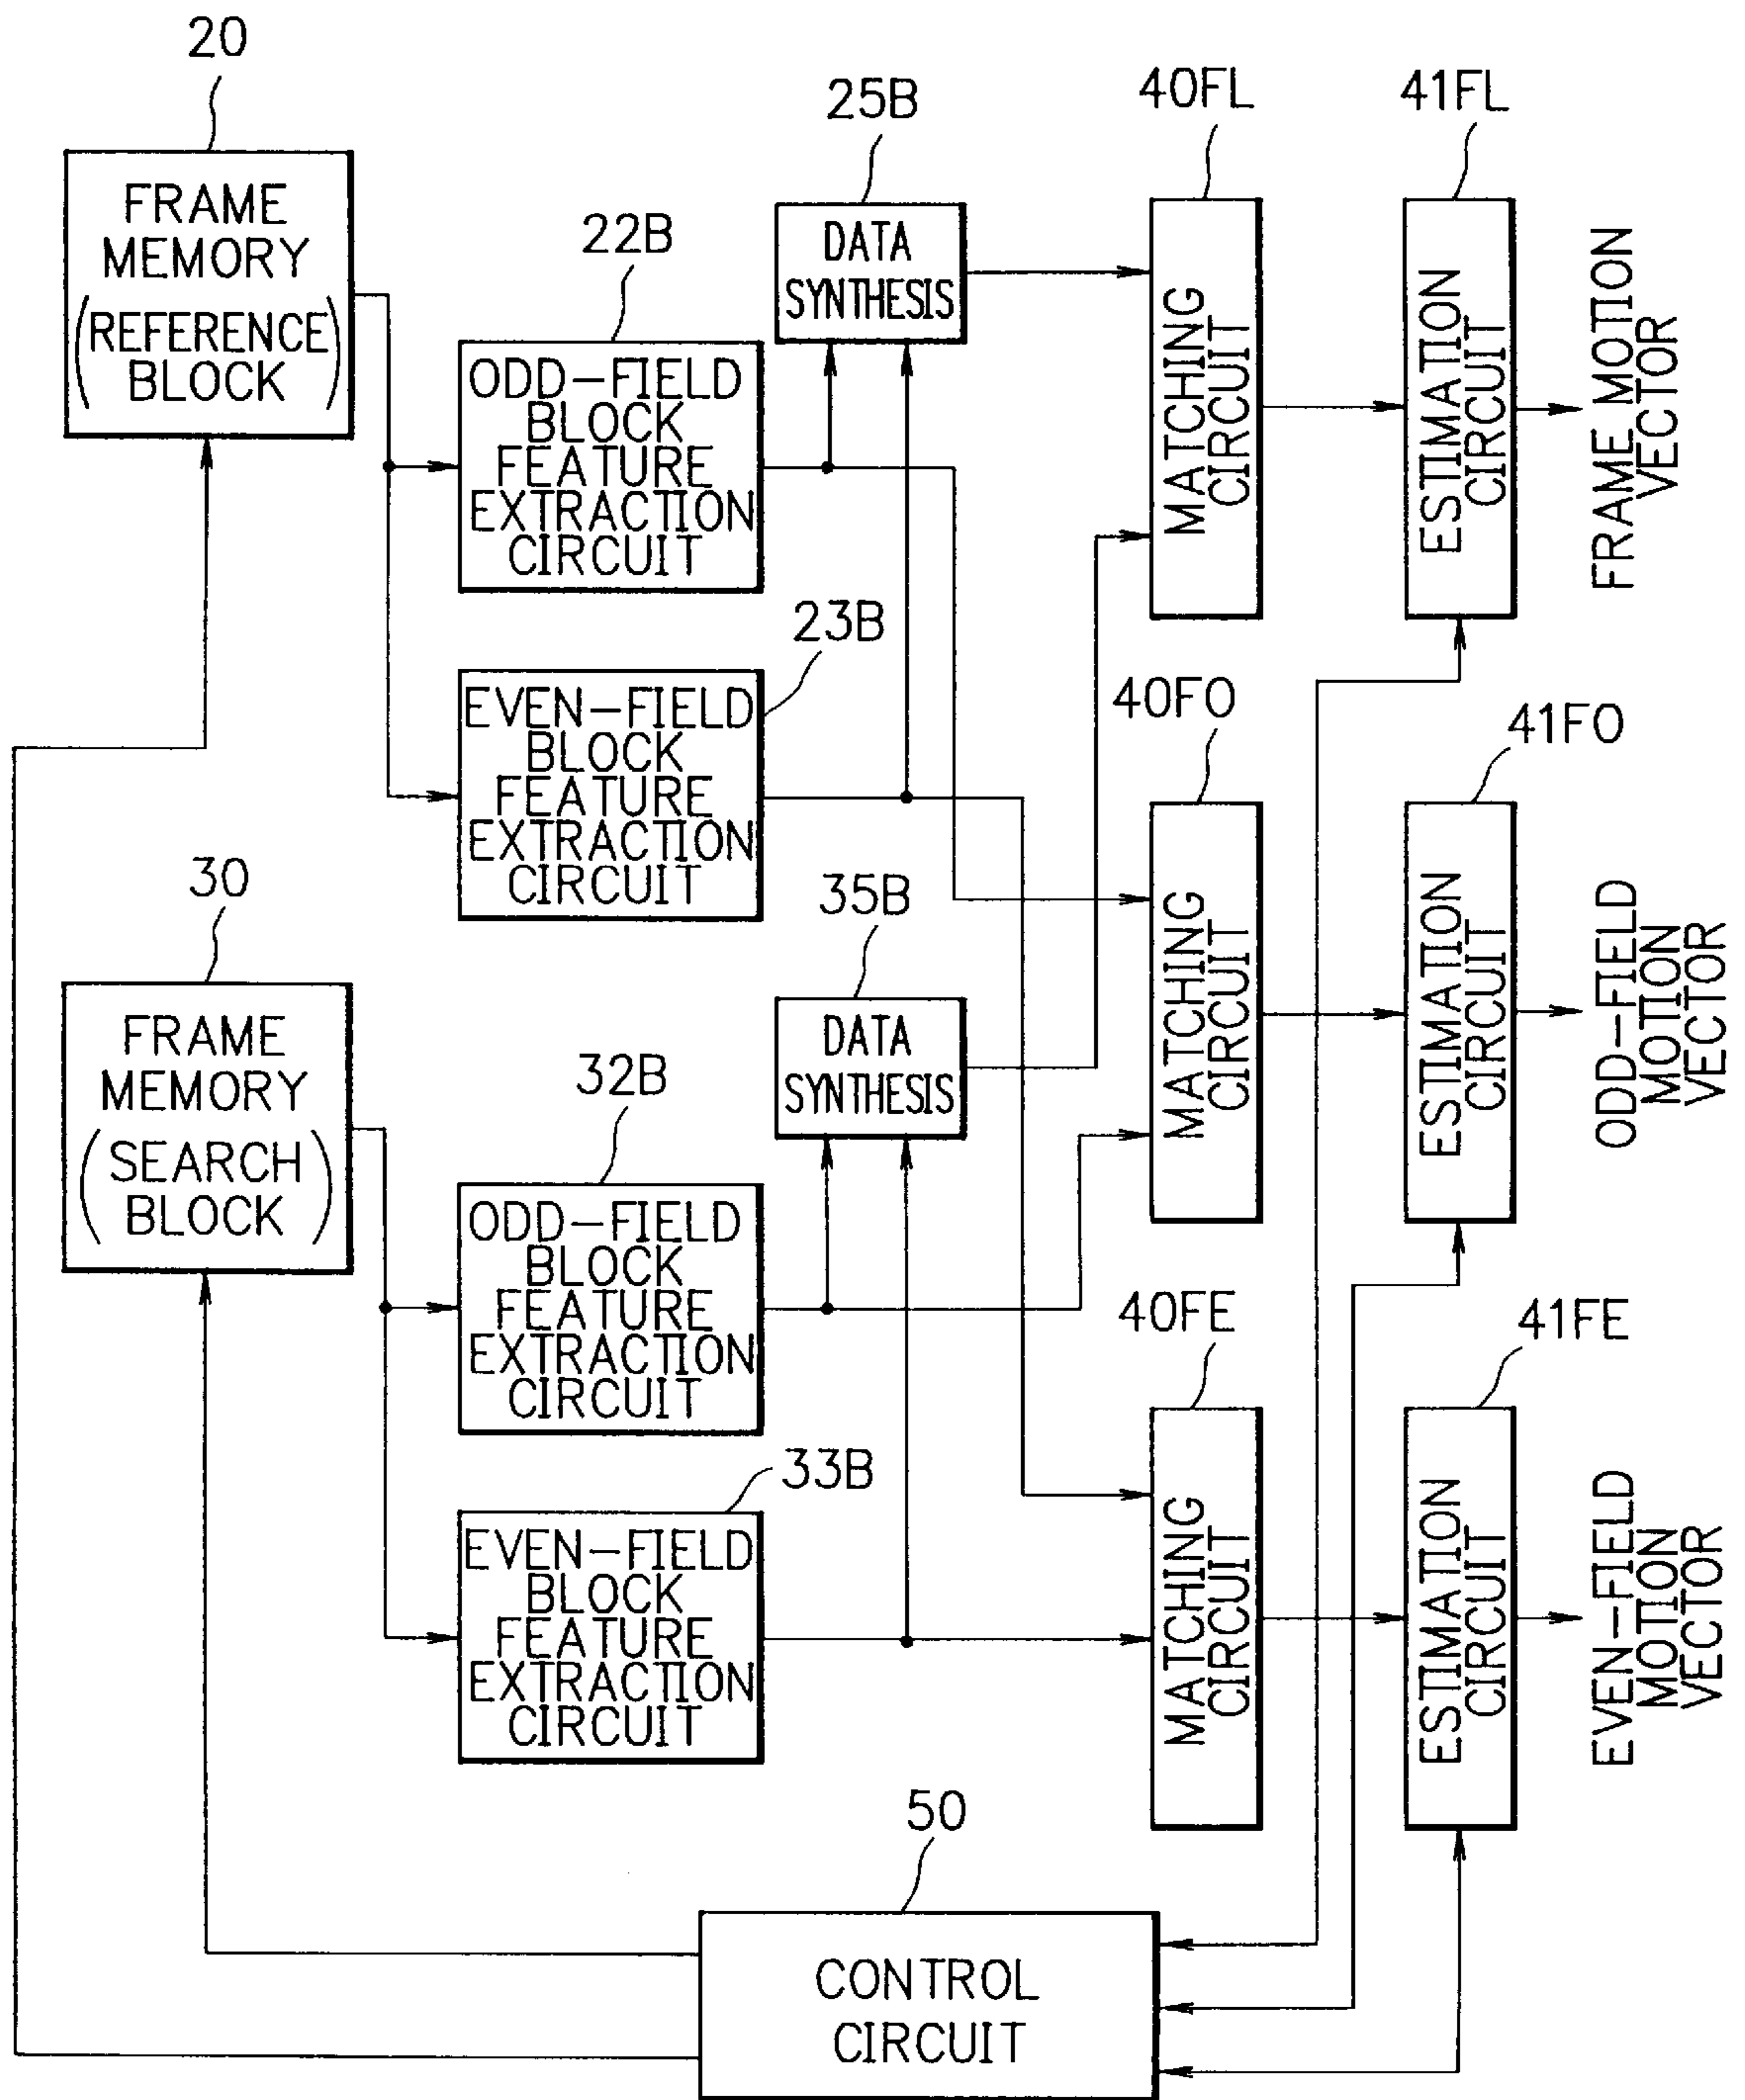 20
FRAME
MEMORY
(REFERENCE)
BLOCK
22B
ODD-FIELD
BLOCK
FEATURE
EXTRACTION
CIRCUIT
23B
EVEN-FIELD
BLOCK
FEATURE
EXTRACTION
CIRCUIT
25B
DATA
SYNTHESIS
40FL
MATCHING
CIRCUIT
41FL
ESTIMATION
CIRCUIT
FRAME MOTION
VECTOR
30
FRAME
MEMORY
(SEARCH)
BLOCK
32B
ODD-FIELD
BLOCK
FEATURE
EXTRACTION
CIRCUIT
33B
EVEN-FIELD
BLOCK
FEATURE
EXTRACTION
CIRCUIT
35B
DATA
SYNTHESIS
40FO
MATCHING
CIRCUIT
41FO
ESTIMATION
CIRCUIT
ODD-FIELD
MOTION
VECTOR
40FE
MATCHING
CIRCUIT
41FE
ESTIMATION
CIRCUIT
EVEN-FIELD
MOTION
VECTOR
50
CONTROL
CIRCUIT